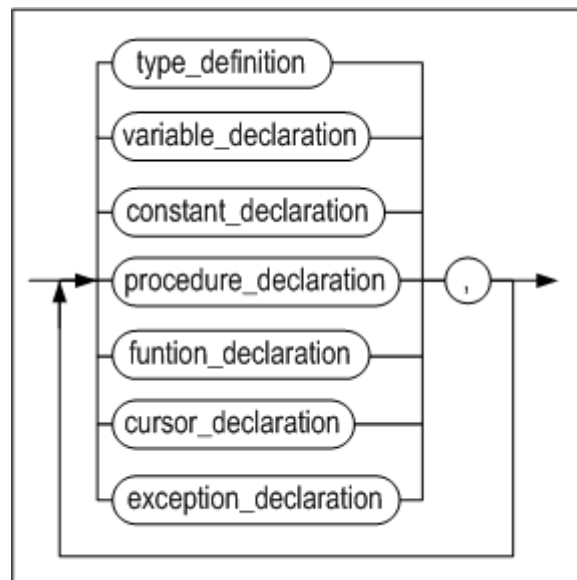 type_definition
variable_declaration
constant_declaration
procedure_declaration
,
funtion_declaration
cursor_declaration
exception_declaration